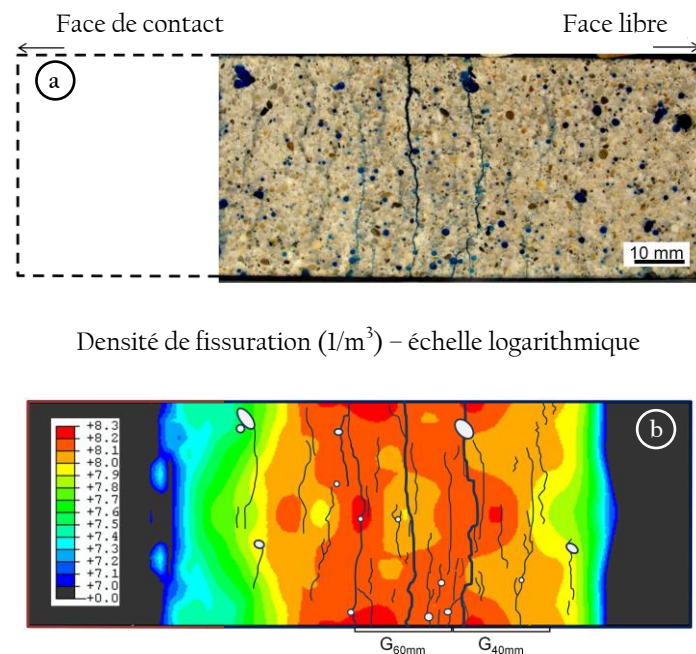 Face de contact
Face libre
a
10 mm
Densité de fissuration (1/m³) – échelle logarithmique
b
+8.3
+8.2
+8.1
+8.0
+7.9
+7.8
+7.7
+7.6
+7.5
+7.4
+7.3
+7.2
+7.1
+7.0
+0.0
G60mm
G40mm